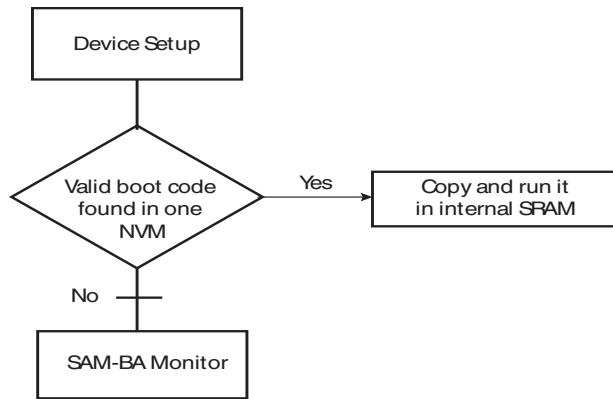 Device Setup
Valid boot code
found in one
NVM
Yes
Copy and run it
in internal SRAM
No
SAM-BA Monitor